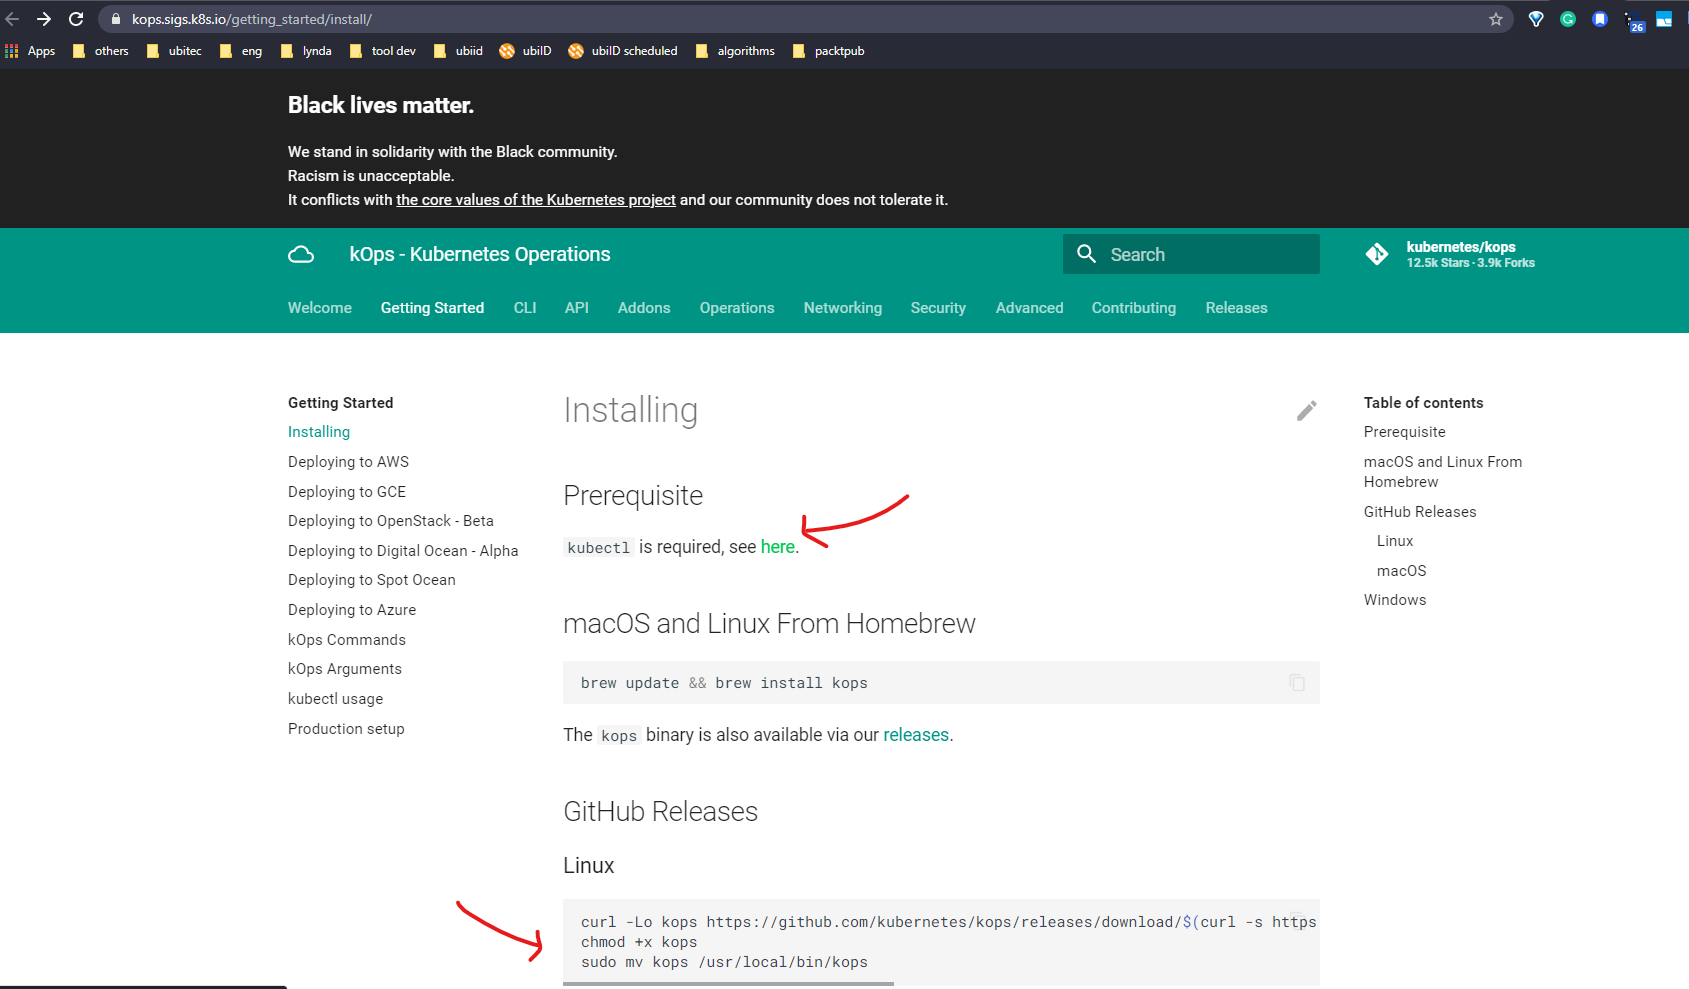 kops.sigs.k8s.io/getting_started/install/
26
Apps others ubitec eng lynda tool dev ubiid ubiID ubiID scheduled algorithms packtpub
Black lives matter.
We stand in solidarity with the Black community.
Racism is unacceptable.
It conflicts with the core values of the Kubernetes project and our community does not tolerate it.
kOps - Kubernetes Operations
Search
kubernetes/kops
12.5k Stars · 3.9k Forks
Welcome Getting Started CLI API Addons Operations Networking Security Advanced Contributing Releases
Getting Started
Installing
Deploying to AWS
Deploying to GCE
Deploying to OpenStack - Beta
Deploying to Digital Ocean - Alpha
Deploying to Spot Ocean
Deploying to Azure
kOps Commands
kOps Arguments
kubectl usage
Production setup
Installing
Prerequisite
kubectl is required, see here.
macOS and Linux From Homebrew
brew update && brew install kops
The kops binary is also available via our releases.
GitHub Releases
Linux
curl -Lo kops https://github.com/kubernetes/kops/releases/download/$(curl -s https
chmod +x kops
sudo mv kops /usr/local/bin/kops
Table of contents
Prerequisite
macOS and Linux From
Homebrew
GitHub Releases
Linux
macOS
Windows